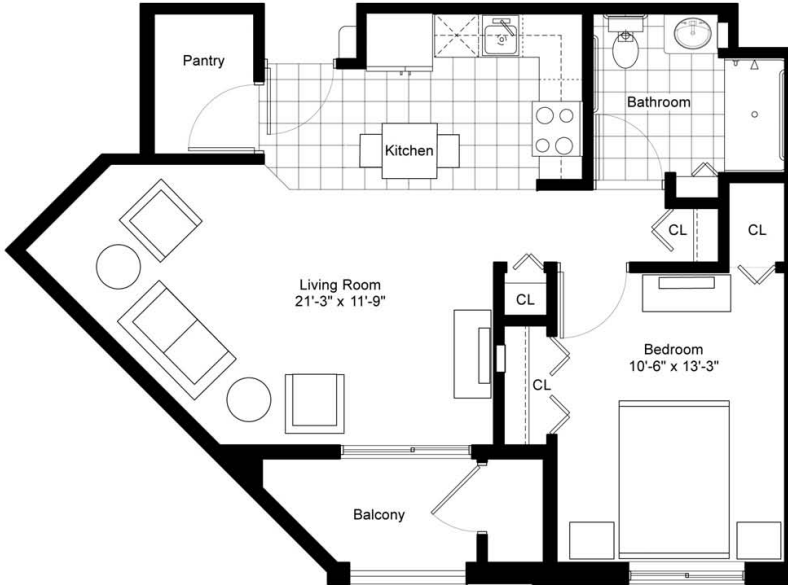 Pantry
Bathroom
Kitchen
CL
CL
Living Room
21'-3" x 11'-9"
CL
Bedroom
10'-6" x 13'-3"
CL
Balcony